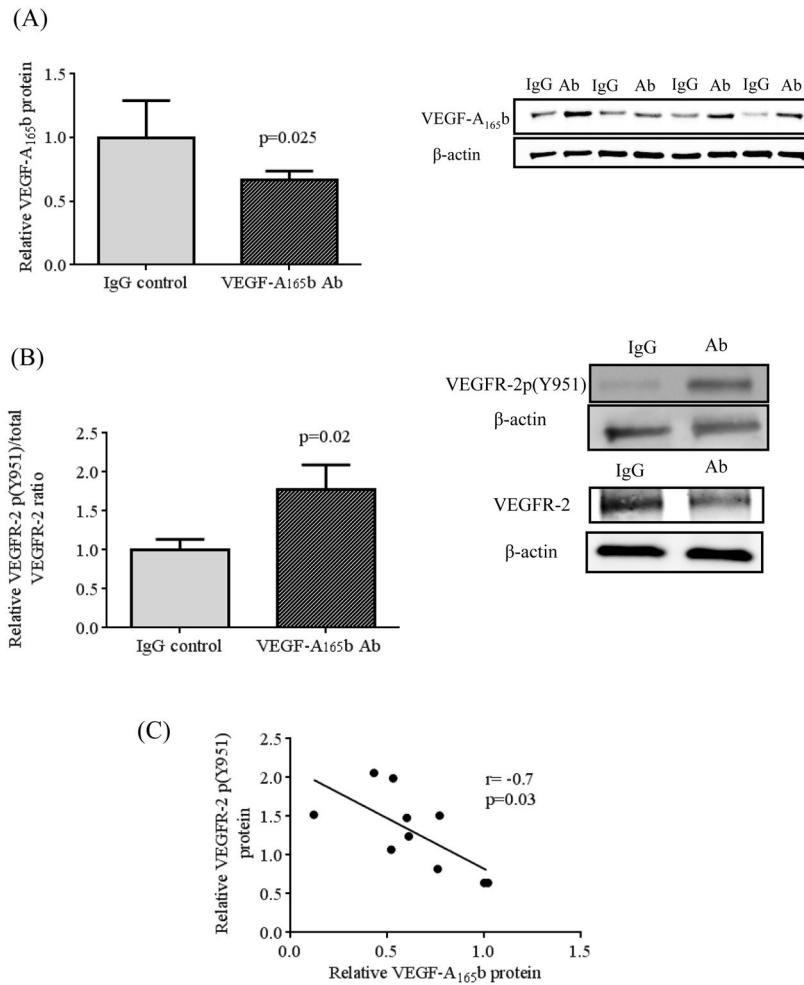 (A)
Relative VEGF-A₁₆₅b protein
1.5
1.0
0.5
0.0
p=0.025
IgG control
VEGF-A₁₆₅b Ab
IgG Ab IgG Ab IgG Ab IgG Ab
VEGF-A₁₆₅b
β-actin
(B)
Relative VEGFR-2 p(Y951)/total
VEGFR-2 ratio
2.5
2.0
1.5
1.0
0.5
0.0
p=0.02
IgG control
VEGF-A₁₆₅b Ab
IgG Ab
VEGFR-2p(Y951)
β-actin
IgG Ab
VEGFR-2
β-actin
(C)
Relative VEGFR-2 p(Y951)
protein
2.5
2.0
1.5
1.0
0.5
0.0
r= -0.7
p=0.03
0.0 0.5 1.0 1.5
Relative VEGF-A₁₆₅b protein